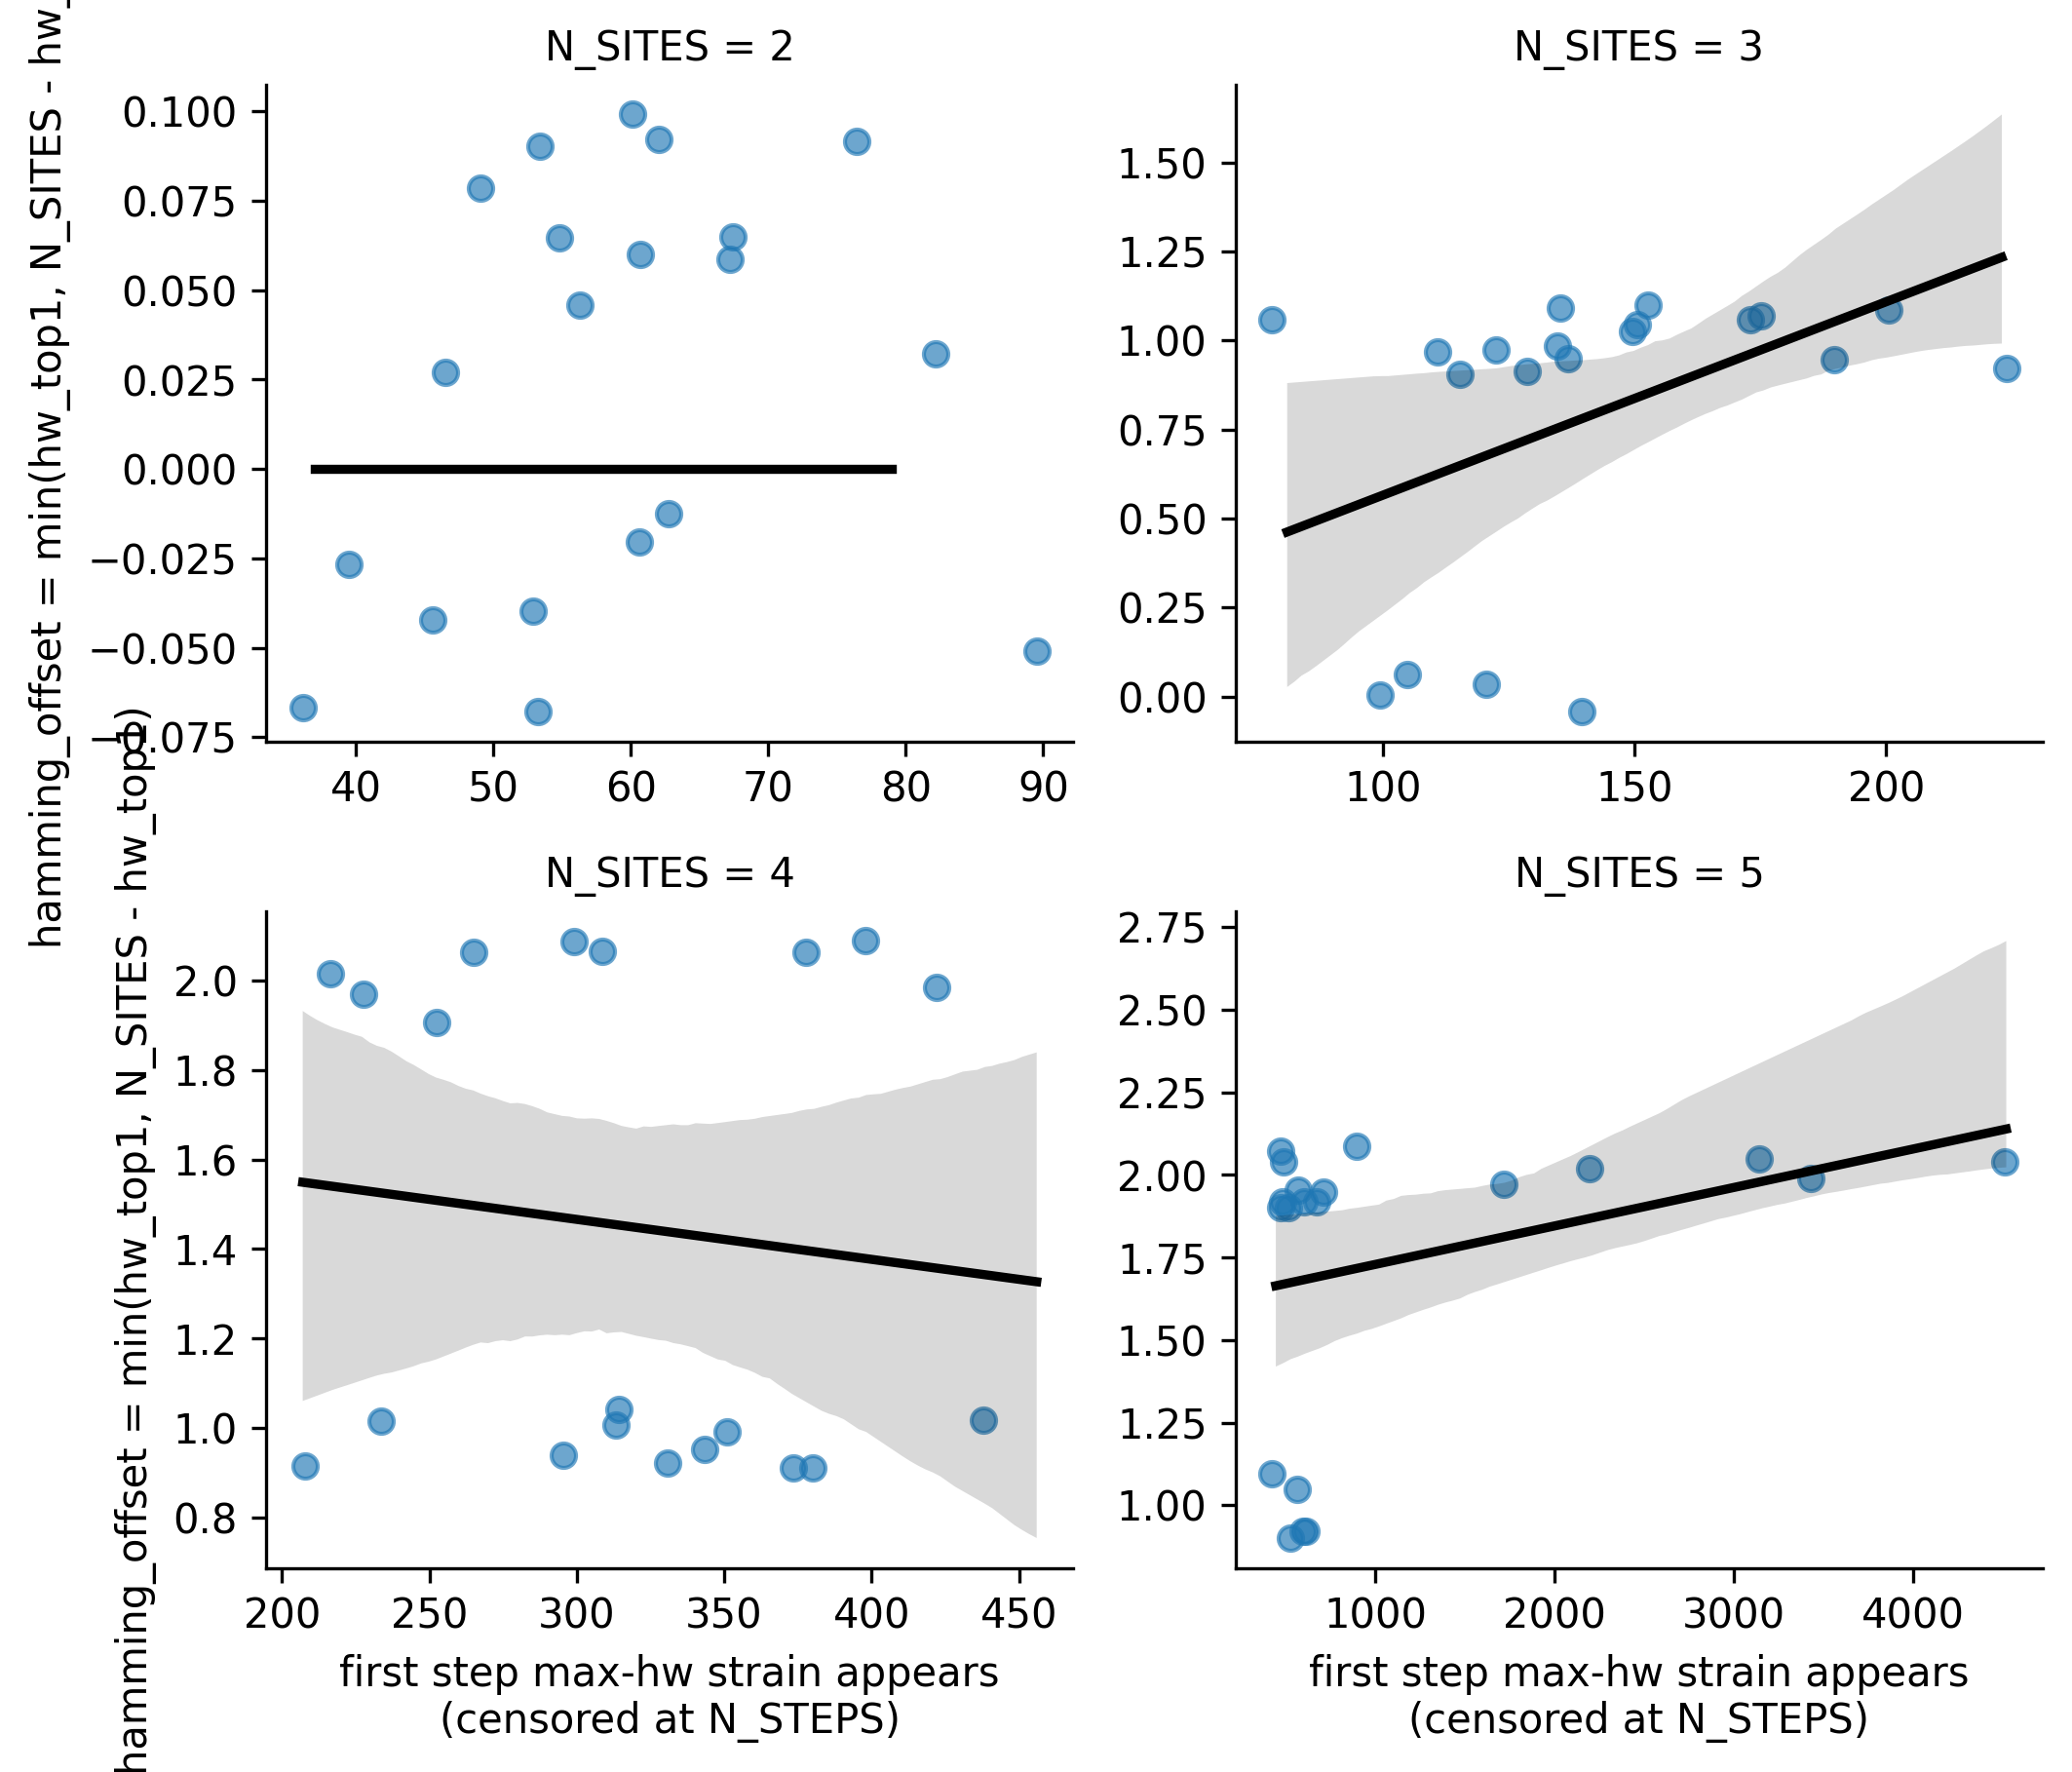 N_SITES = 2
N_SITES = 3
hamming_offset = min(hw_top1, N_SITES - hw_
0.100
0.075
0.050
0.025
0.000
−0.025
−0.050
−0.075
40 50 60 70 80 90
1.50
1.25
1.00
0.75
0.50
0.25
0.00
100 150 200
N_SITES = 4
N_SITES = 5
hamming_offset = min(hw_top1, N_SITES - hw_top1)
2.0
1.8
1.6
1.4
1.2
1.0
0.8
200 250 300 350 400 450
first step max-hw strain appears
(censored at N_STEPS)
2.75
2.50
2.25
2.00
1.75
1.50
1.25
1.00
1000 2000 3000 4000
first step max-hw strain appears
(censored at N_STEPS)